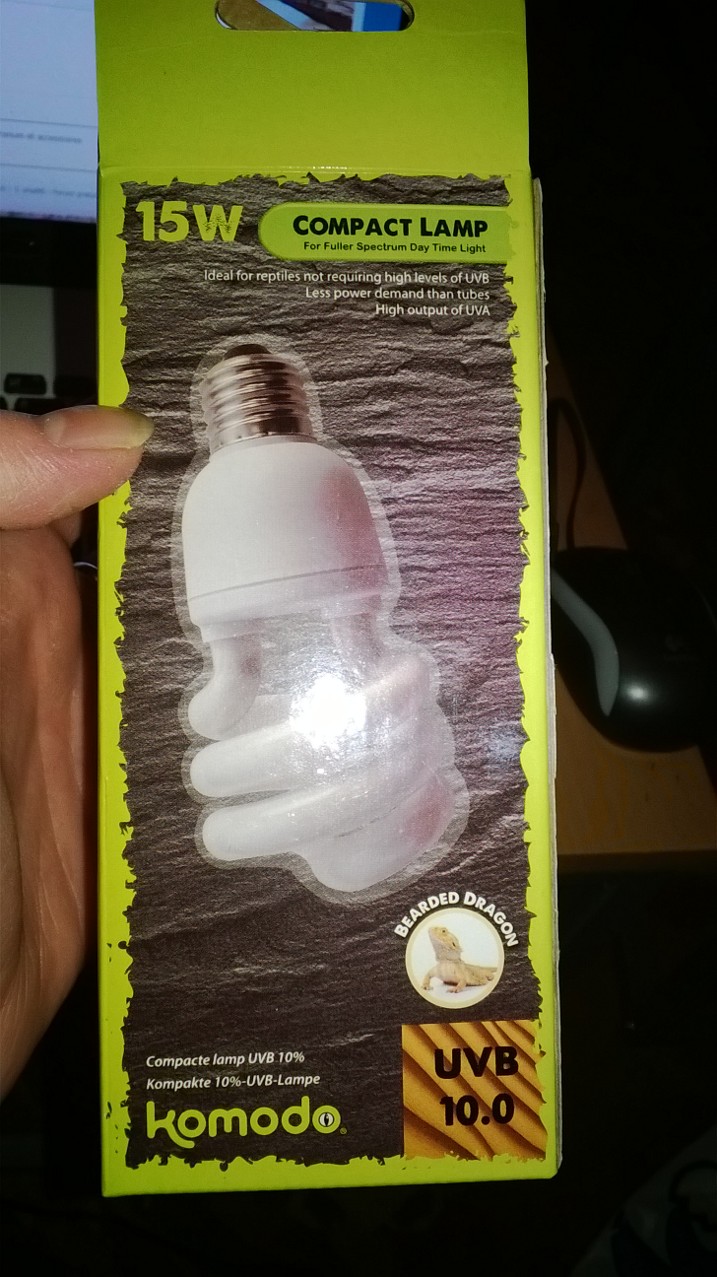 15W
COMPACT LAMP
For Fuller Spectrum Day Time Light
Ideal for reptiles not requiring high levels of UVB
Less power demand than tubes
High output of UVA
BEARDED DRAGON
Compacte lamp UVB 10%
Kompakte 10%-UVB-Lampe
komodo
UVB
10.0